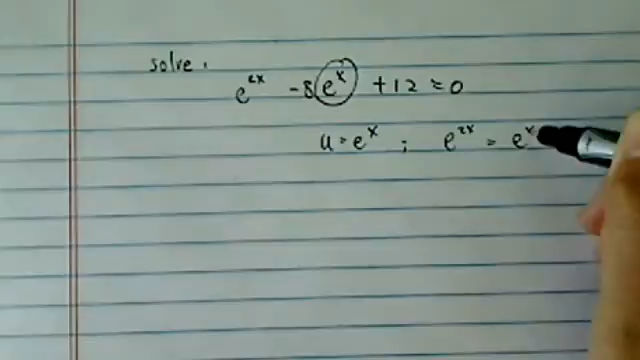 solve.
e^2x - 8e^x + 12 = 0
u = e^x ; e^2x = e^x